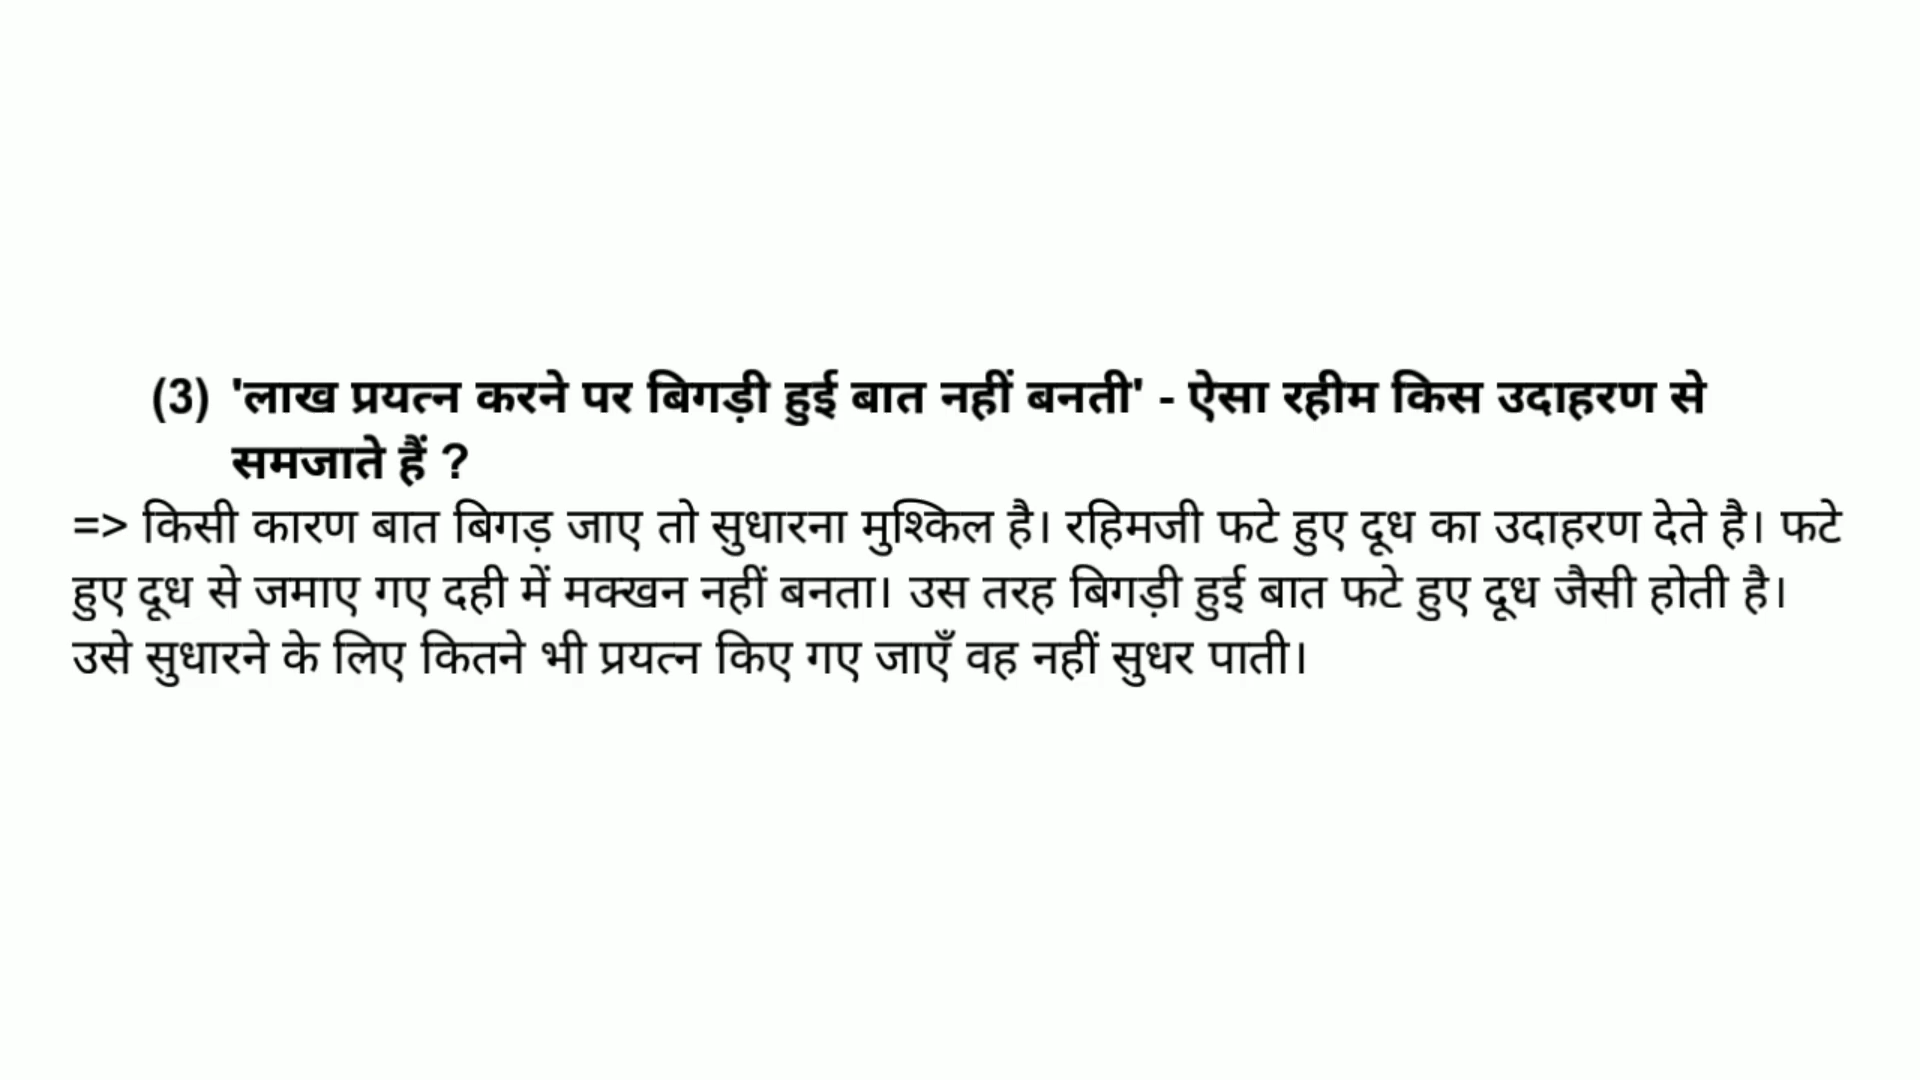 (3) 'लाख प्रयत्न करने पर बिगड़ी हुई बात नहीं बनती' - ऐसा रहीम किस उदाहरण से
समजाते हैं ?
=> किसी कारण बात बिगड़ जाए तो सुधारना मुश्किल है। रहिमजी फटे हुए दूध का उदाहरण देते है। फटे
हुए दूध से जमाए गए दही में मक्खन नहीं बनता। उस तरह बिगड़ी हुई बात फटे हुए दूध जैसी होती है।
उसे सुधारने के लिए कितने भी प्रयत्न किए गए जाएँ वह नहीं सुधर पाती।